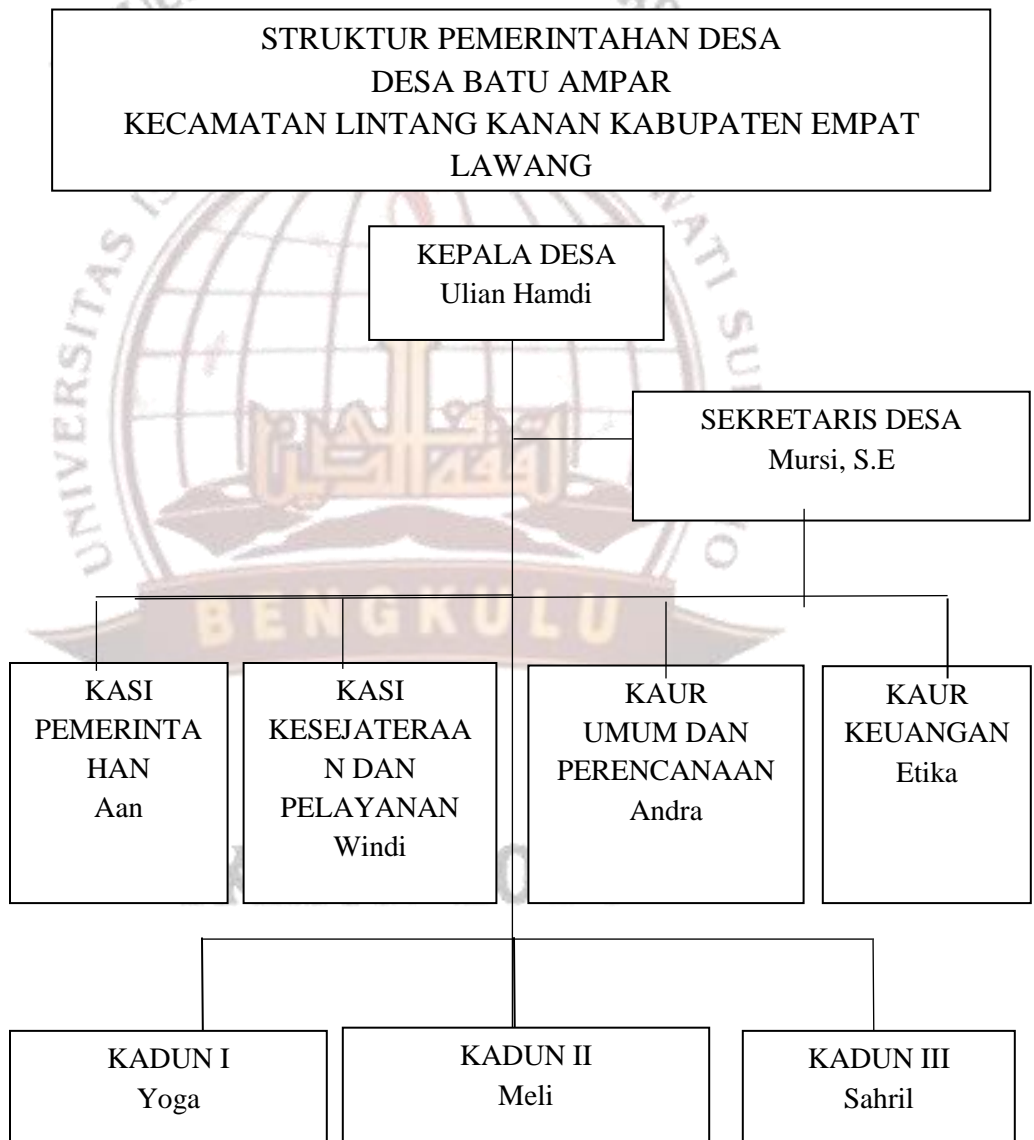 STRUKTUR PEMERINTAHAN DESA
DESA BATU AMPAR
KECAMATAN LINTANG KANAN KABUPATEN EMPAT
LAWANG
KEPALA DESA
Ulian Hamdi
SEKRETARIS DESA
Mursi, S.E
UNIVERSITAS
BENGKULU
KASI
PEMERINTA
HAN
Aan
KASI
KESEJATERAA
N DAN
PELAYANAN
Windi
KAUR
UMUM DAN
PERENCANAAN
Andra
KAUR
KEUANGAN
Etika
KADUN I
Yoga
KADUN II
Meli
KADUN III
Sahril